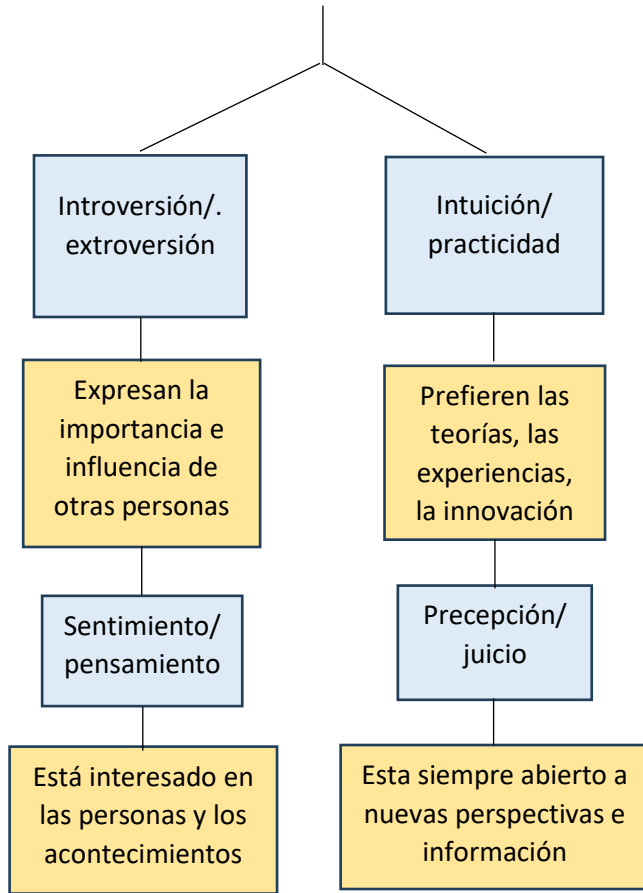 Introversión/.
extroversión
Expresan la
importancia e
influencia de
otras personas
Sentimiento/
pensamiento
Está interesado en
las personas y los
acontecimientos
Intuición/
practicidad
Prefieren las
teorías, las
experiencias,
la innovación
Precepción/
juicio
Esta siempre abierto a
nuevas perspectivas e
información